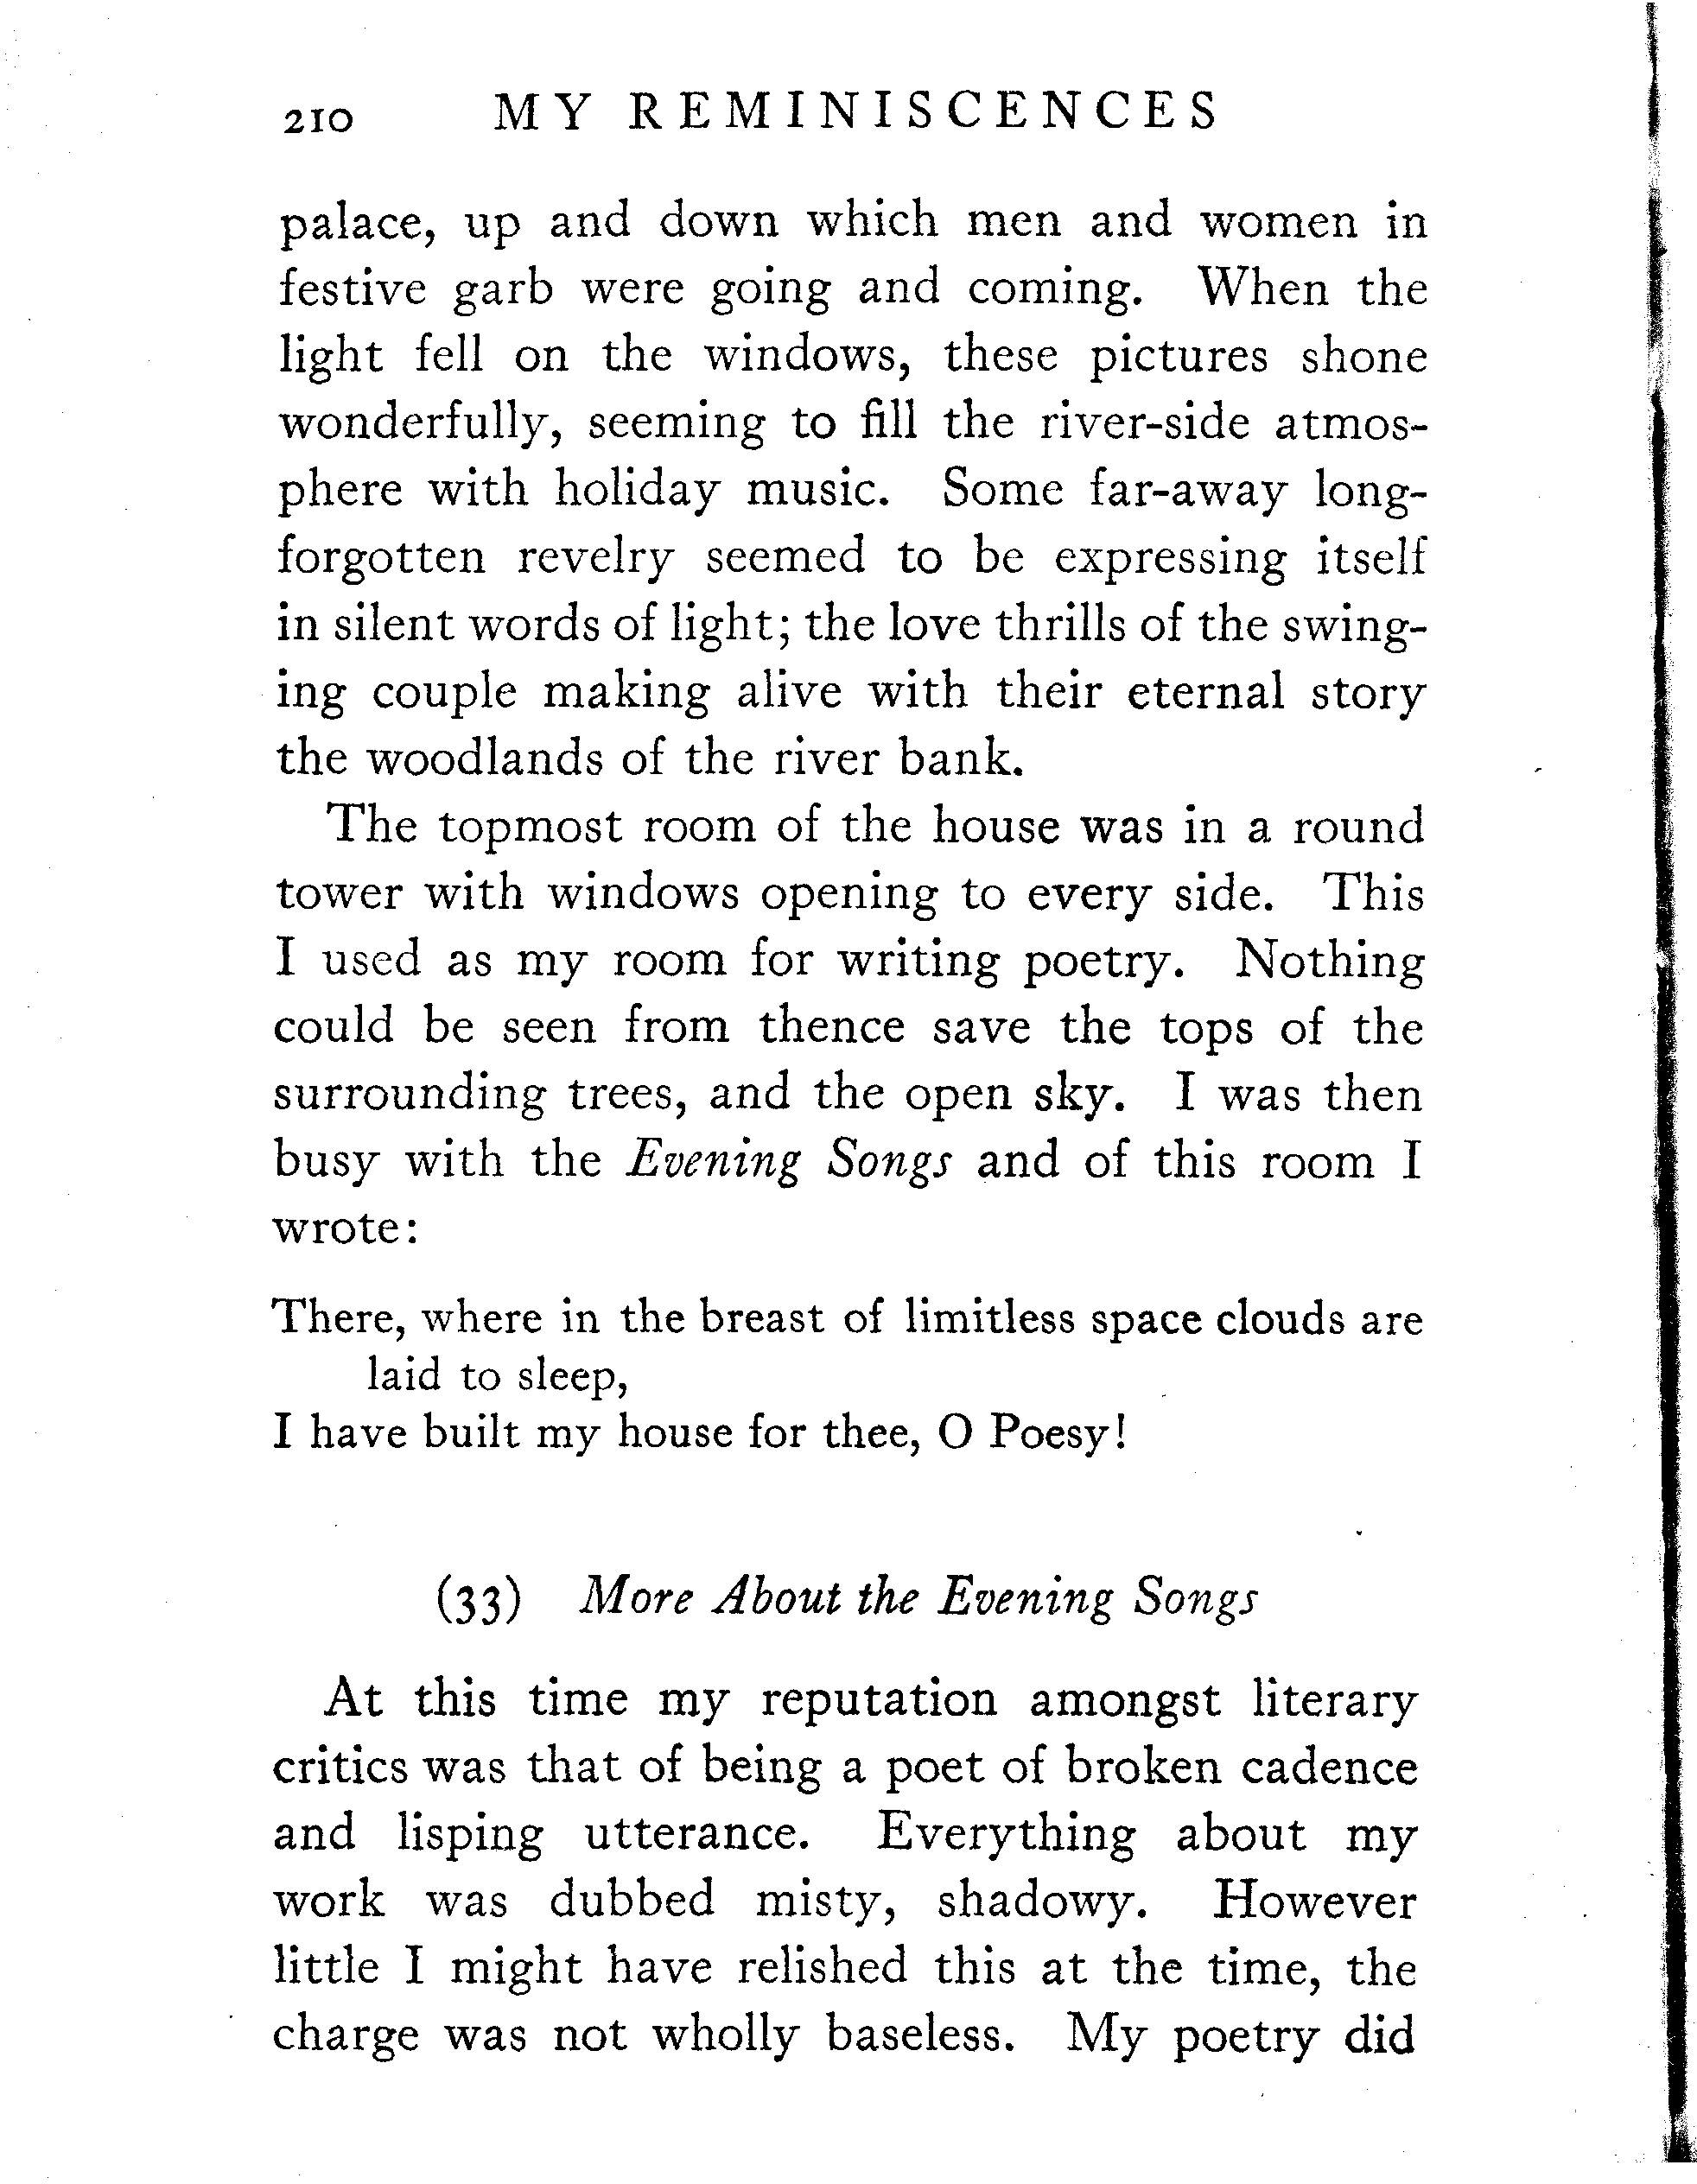 210 MY REMINISCENCES
palace, up and down which men and women in
festive garb were going and coming. When the
light fell on the windows, these pictures shone
wonderfully, seeming to fill the river-side atmos-
phere with holiday music. Some far-away long-
forgotten revelry seemed to be expressing itself
in silent words of light; the love thrills of the swing-
ing couple making alive with their eternal story
the woodlands of the river bank.
The topmost room of the house was in a round
tower with windows opening to every side. This
I used as my room for writing poetry. Nothing
could be seen from thence save the tops of the
surrounding trees, and the open sky. I was then
busy with the Evening Songs and of this room I
wrote:
There, where in the breast of limitless space clouds are
laid to sleep,
I have built my house for thee, O Poesy!
(33) More About the Evening Songs
At this time my reputation amongst literary
critics was that of being a poet of broken cadence
and lisping utterance. Everything about my
work was dubbed misty, shadowy. However
little I might have relished this at the time, the
charge was not wholly baseless. My poetry did